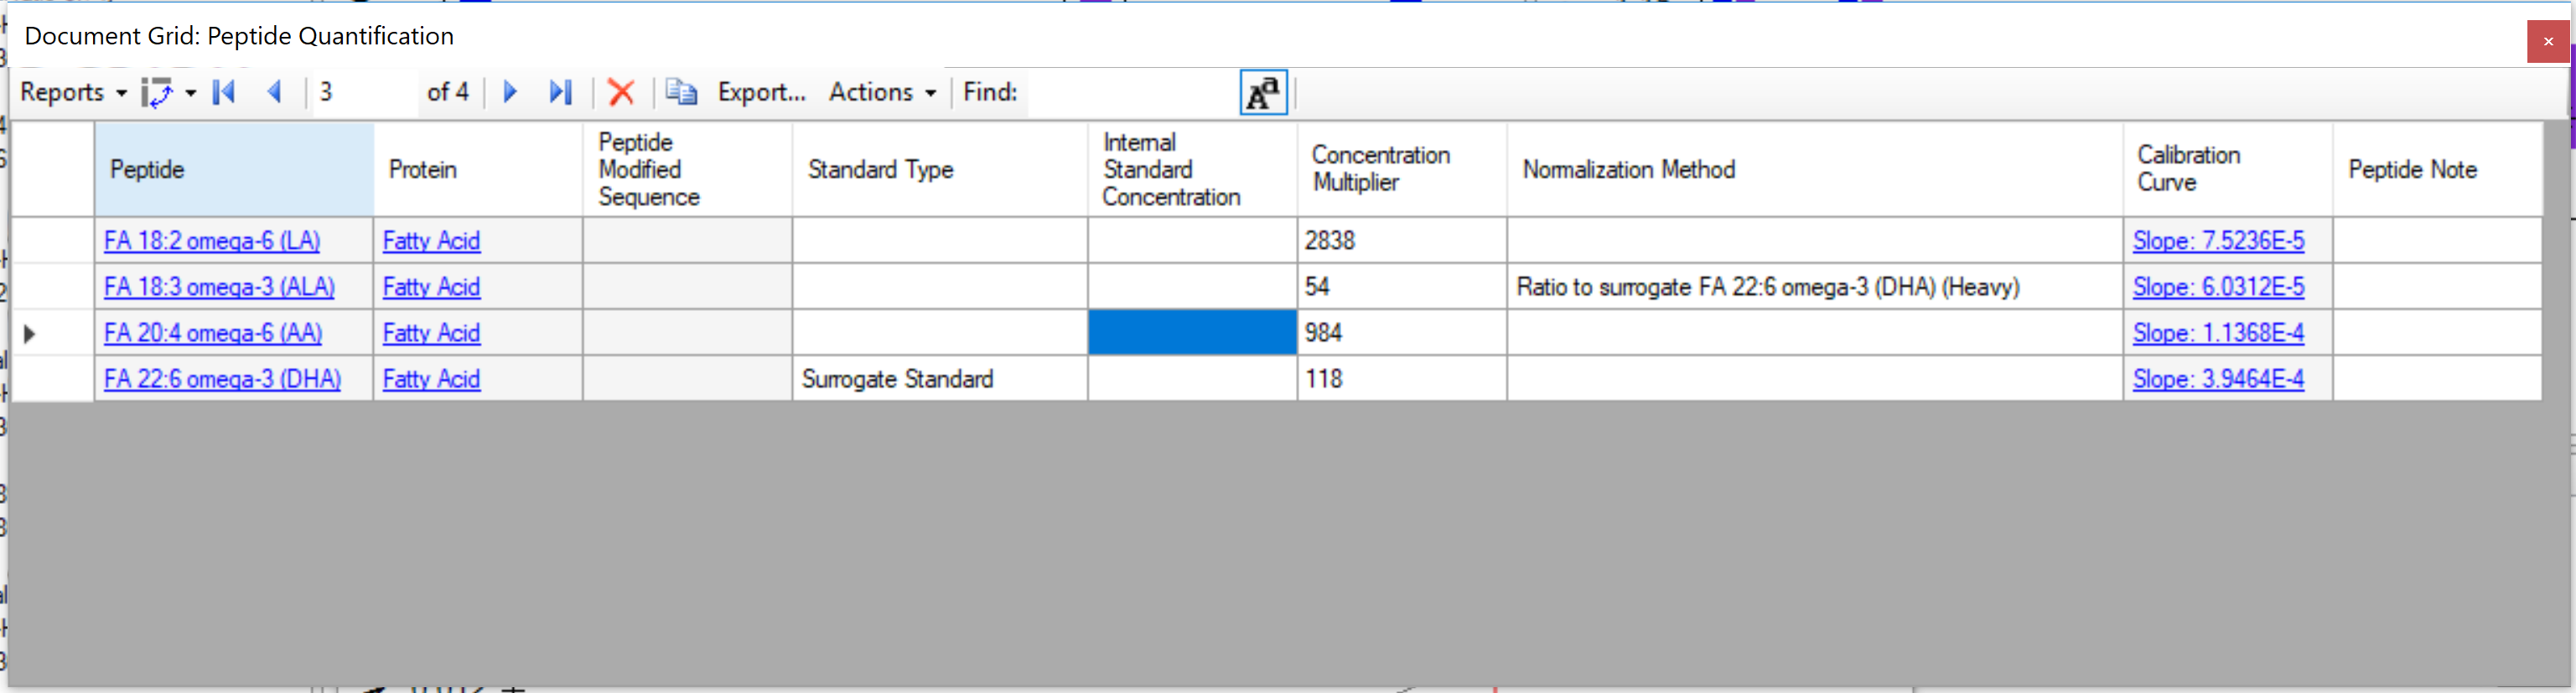 Document Grid: Peptide Quantification
×
Reports 3 of 4 Export... Actions Find: Aa
Peptide Protein Peptide Modified Sequence Standard Type Internal Standard Concentration Concentration Multiplier Normalization Method Calibration Curve Peptide Note
FA 18:2 omega-6 (LA) Fatty Acid 2838 Slope: 7.5236E-5
FA 18:3 omega-3 (ALA) Fatty Acid 54 Ratio to surrogate FA 22:6 omega-3 (DHA) (Heavy) Slope: 6.0312E-5
FA 20:4 omega-6 (AA) Fatty Acid 984 Slope: 1.1368E-4
FA 22:6 omega-3 (DHA) Fatty Acid Surrogate Standard 118 Slope: 3.9464E-4